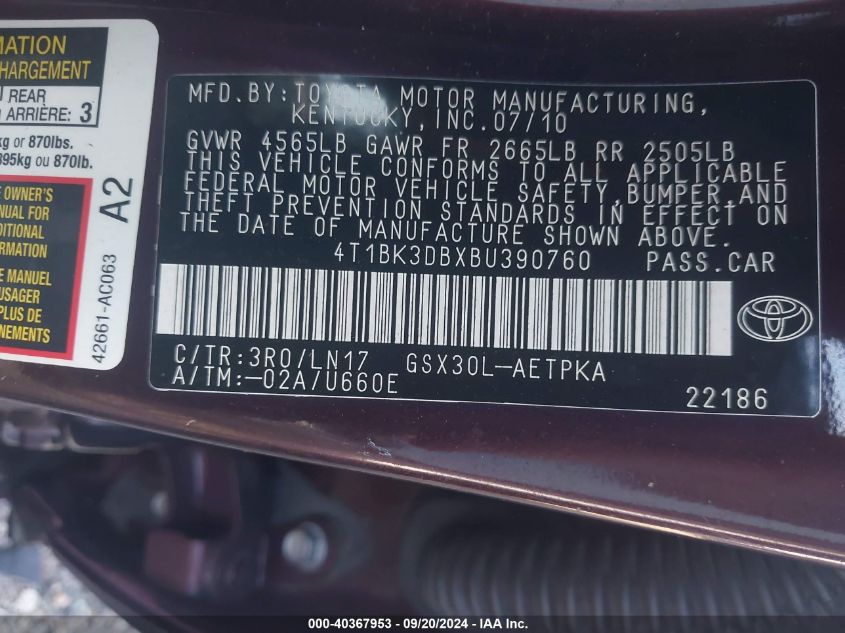 MATION
CHARGEMENT
REAR
ARRIÈRE: 3
kg or 870lbs.
395kg ou 870lb.
E OWNER'S
NUAL FOR
DITIONAL
ORMATION
E MANUEL
USAGER
PLUS DE
NEMENTS
42661-AC063
A2
MFD.BY:TOYOTA MOTOR MANUFACTURING,
KENTUCKY,INC.07/10
GVWR 4565LB GAWR FR 2665LB RR 2505LB
THIS VEHICLE CONFORMS TO ALL APPLICABLE
FEDERAL MOTOR VEHICLE SAFETY,BUMPER,AND
THEFT PREVENTION STANDARDS IN EFFECT ON
THE DATE OF MANUFACTURE SHOWN ABOVE.
4T1BK3DBXBU390760 PASS.CAR
C/TR:3R0/LN17 GSX30L-AETPKA
A/TM:-02A/U660E
22186
000-40367953 - 09/20/2024 - IAA Inc.